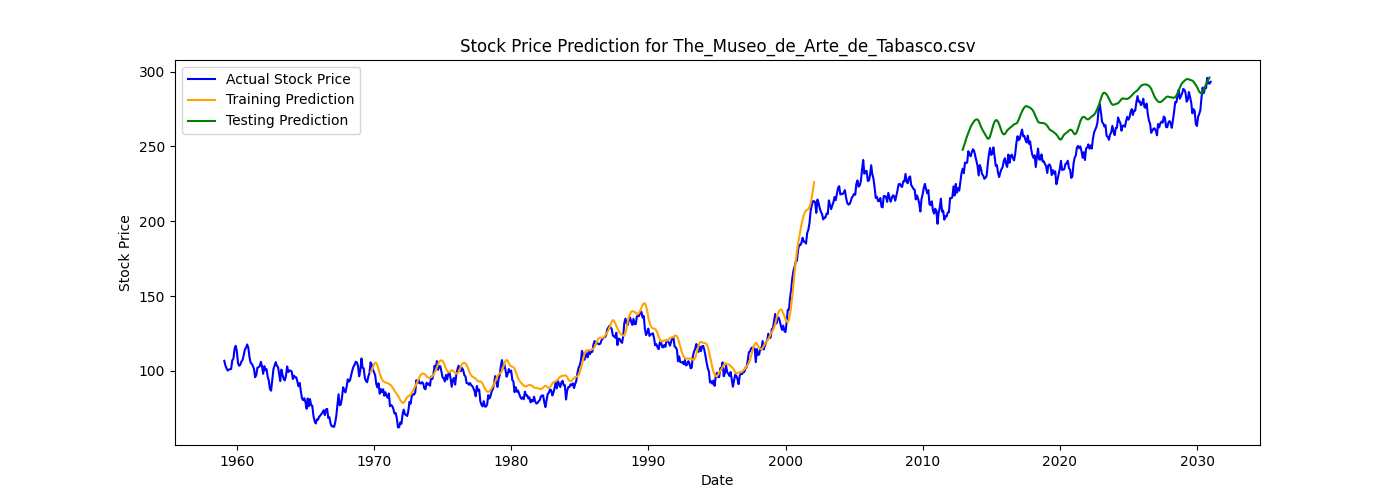 Stock Price Prediction for The_Museo_de_Arte_de_Tabasco.csv
Actual Stock Price
Training Prediction
Testing Prediction
Stock Price
300
250
200
150
100
1960 1970 1980 1990 2000 2010 2020 2030
Date